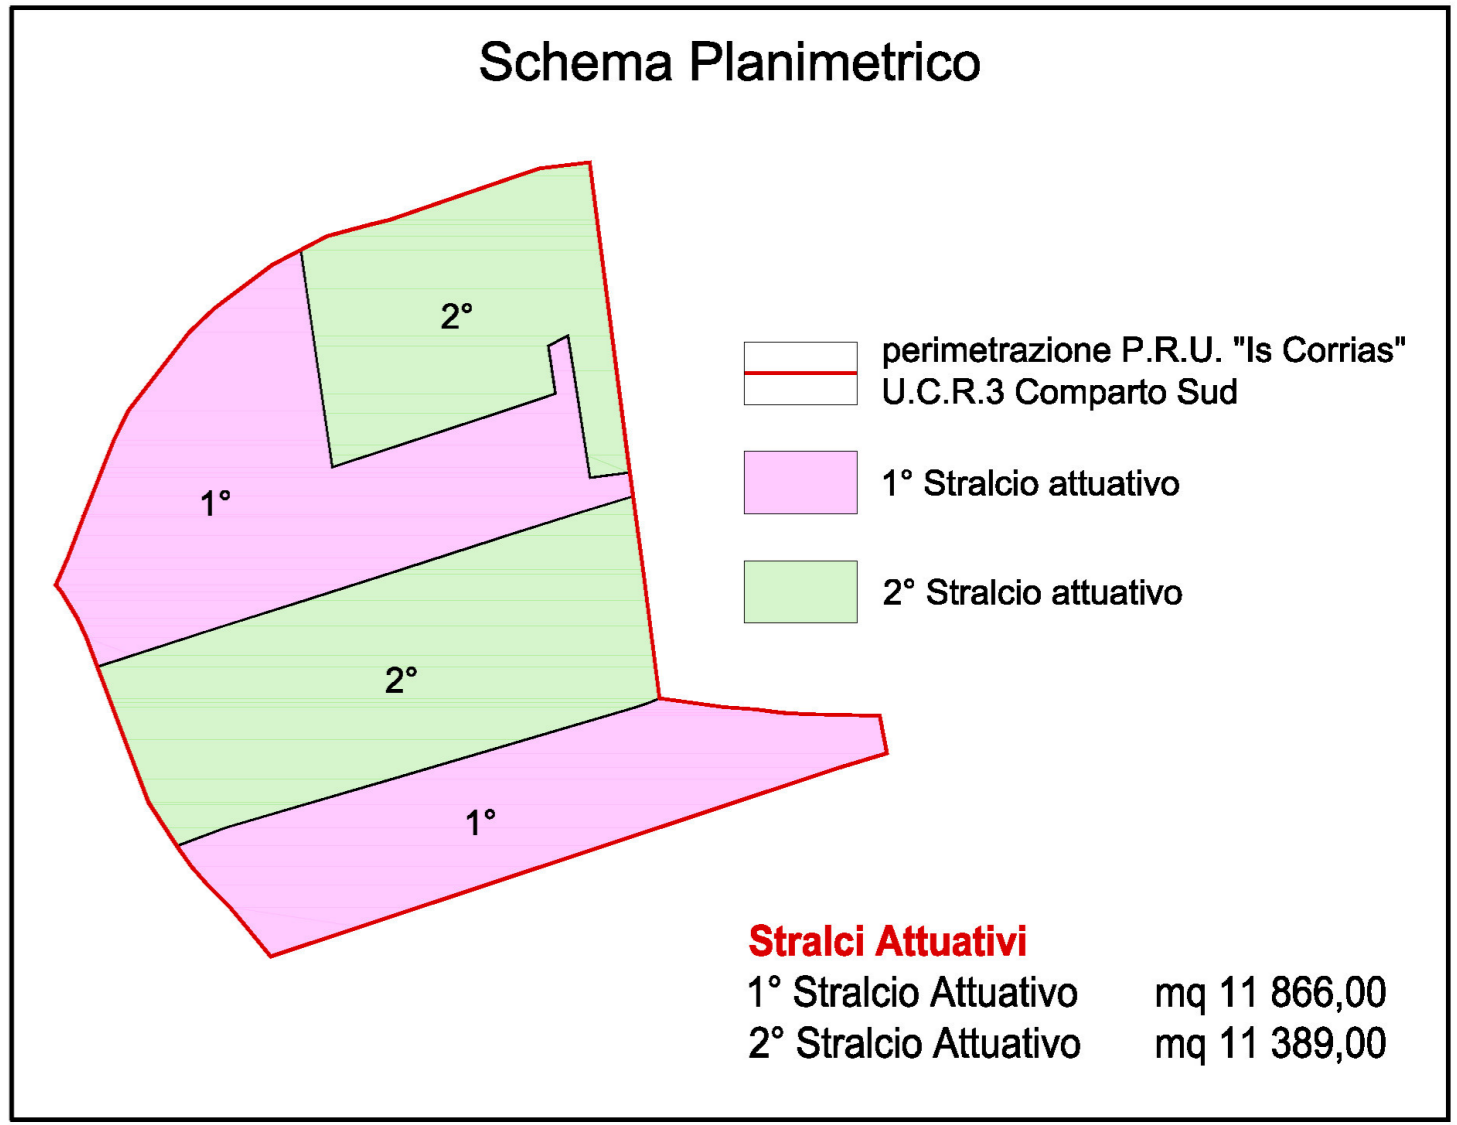 Schema Planimetrico
2°
1°
2°
1°
perimetrazione P.R.U. "Is Corrias"
U.C.R.3 Comparto Sud
1° Stralcio attuativo
2° Stralcio attuativo
Stralci Attuativi
1° Stralcio Attuativo mq 11 866,00
2° Stralcio Attuativo mq 11 389,00